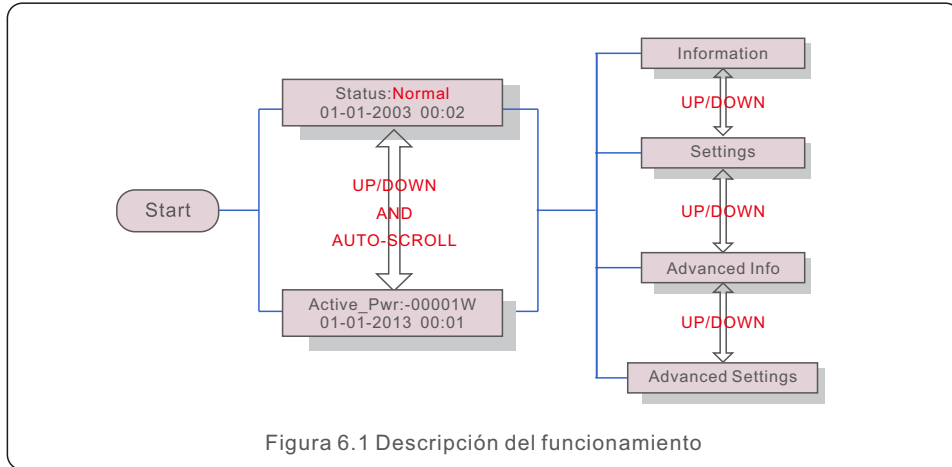 Start
Status:Normal
01-01-2003 00:02
UP/DOWN
AND
AUTO-SCROLL
Active_Pwr:-00001W
01-01-2013 00:01
Information
UP/DOWN
Settings
UP/DOWN
Advanced Info
UP/DOWN
Advanced Settings
Figura 6.1 Descripción del funcionamiento